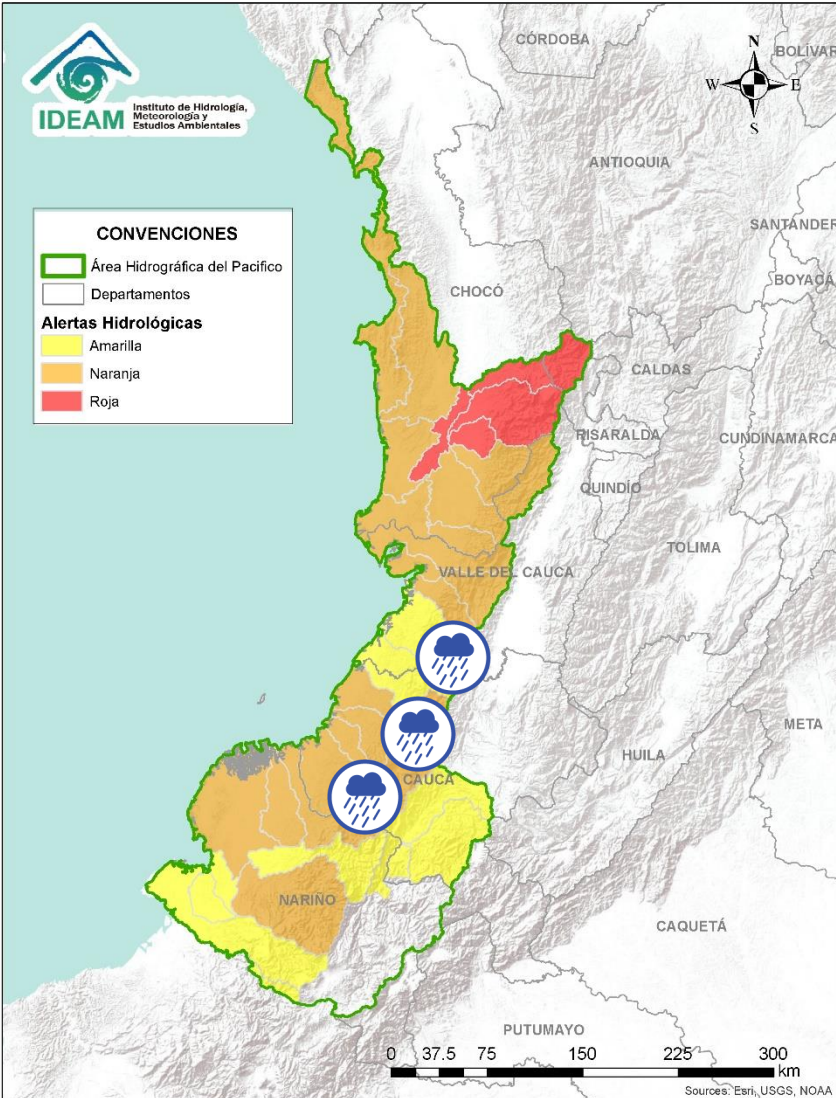 IDEAM
Instituto de Hidrología,
Meteorología y
Estudios Ambientales
N
W
E
S
CÓRDOBA
BOLÍVAR
ANTIOQUIA
SANTANDER
BOYACÁ
CHOCÓ
CALDAS
RISARALDA
CUNDINAMARCA
QUINDÍO
TOLIMA
VALLE DEL CAUCA
META
HUILA
CAUCA
NARIÑO
CAQUETÁ
PUTUMAYO
CONVENCIONES
Área Hidrográfica del Pacifico
Departamentos
Alertas Hidrológicas
Amarilla
Naranja
Roja
0 37.5 75 150 225 300
km
Sources: Esri, USGS, NOAA